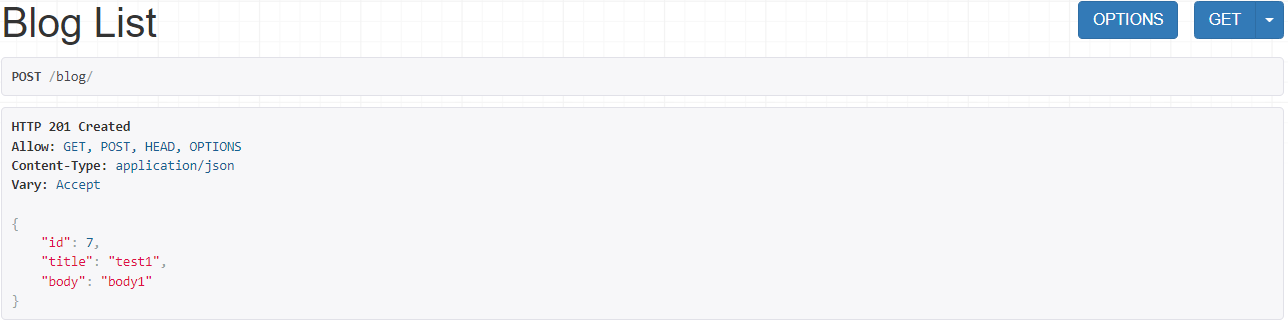 Blog List
OPTIONS
GET
POST /blog/
HTTP 201 Created
Allow: GET, POST, HEAD, OPTIONS
Content-Type: application/json
Vary: Accept
{
    "id": 7,
    "title": "test1",
    "body": "body1"
}